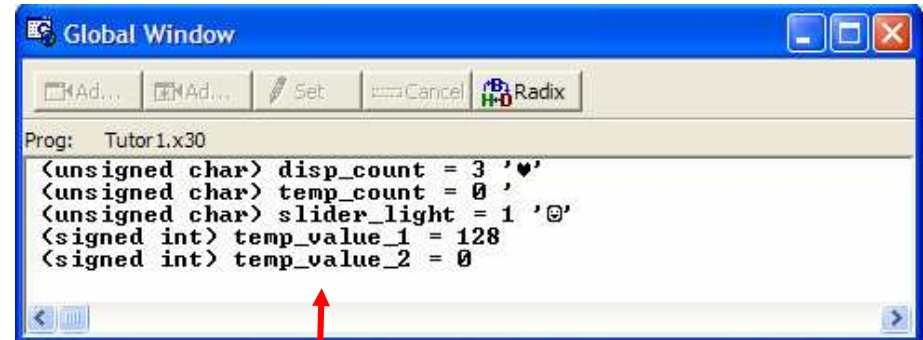 Global Window
Ad... Ad... Set Cancel Radix
Prog: Tutor1.x30
(unsigned char) disp_count = 3 '♥'
(unsigned char) temp_count = 0 '
(unsigned char) slider_light = 1 '☺'
(signed int) temp_value_1 = 128
(signed int) temp_value_2 = 0